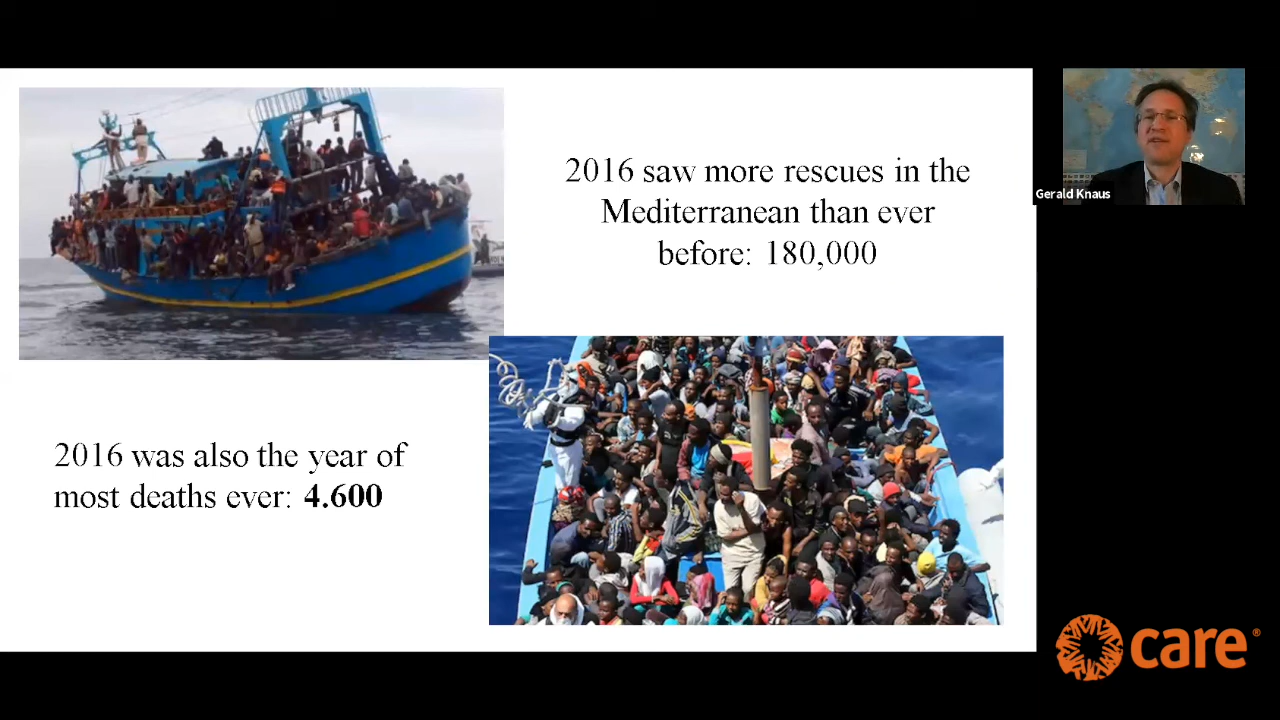 2016 saw more rescues in the
Mediterranean than ever
before: 180,000
Gerald Knaus
2016 was also the year of
most deaths ever: 4.600
care®